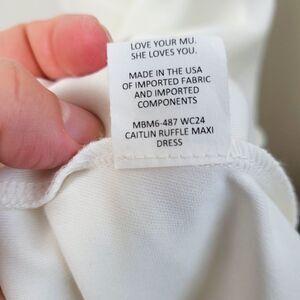 LOVE YOUR MU.
SHE LOVES YOU.
MADE IN THE USA
OF IMPORTED FABRIC
AND IMPORTED
COMPONENTS
MBM6-487 WC24
CAITLIN RUFFLE MAXI
DRESS